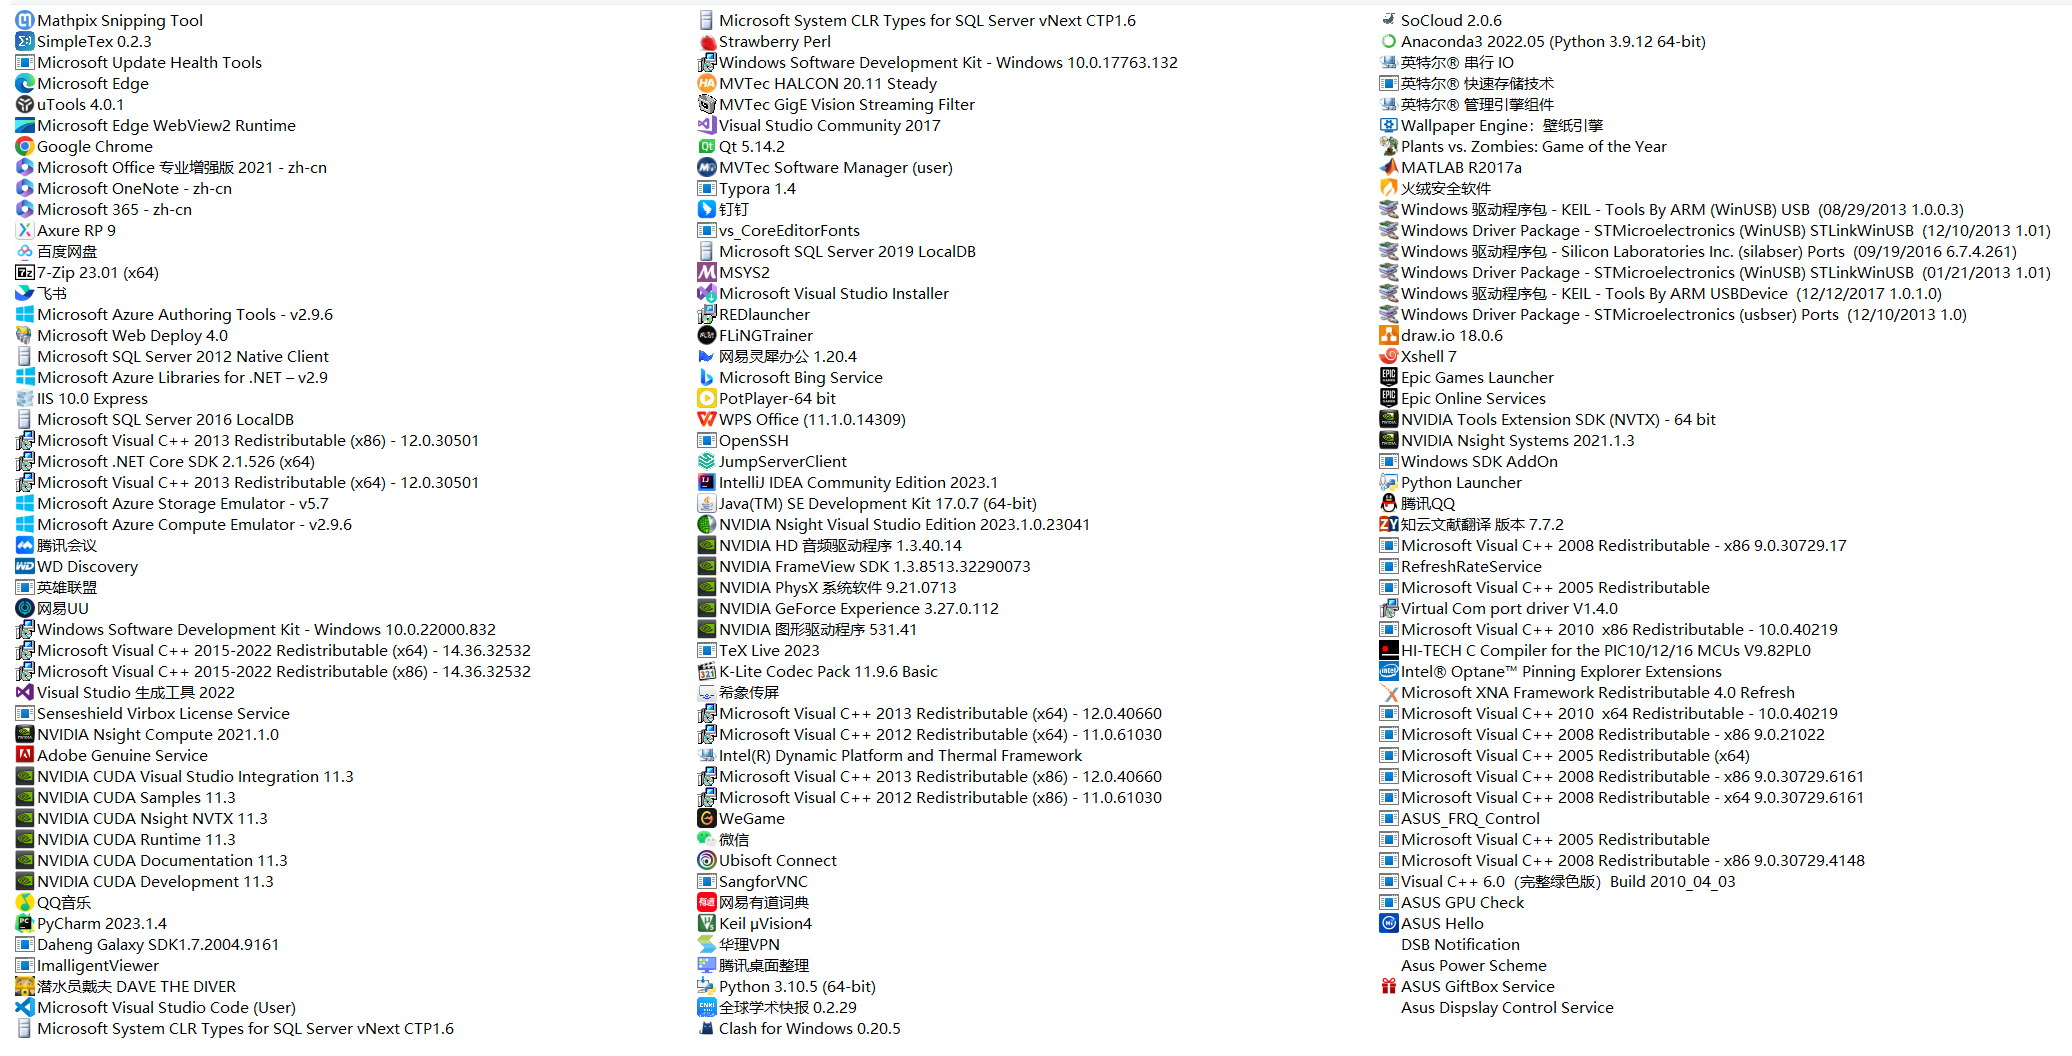 Mathpix Snipping Tool
SimpleTex 0.2.3
Microsoft Update Health Tools
Microsoft Edge
uTools 4.0.1
Microsoft Edge WebView2 Runtime
Google Chrome
Microsoft Office 专业增强版 2021 - zh-cn
Microsoft OneNote - zh-cn
Microsoft 365 - zh-cn
Axure RP 9
百度网盘
7-Zip 23.01 (x64)
飞书
Microsoft Azure Authoring Tools - v2.9.6
Microsoft Web Deploy 4.0
Microsoft SQL Server 2012 Native Client
Microsoft Azure Libraries for .NET – v2.9
IIS 10.0 Express
Microsoft SQL Server 2016 LocalDB
Microsoft Visual C++ 2013 Redistributable (x86) - 12.0.30501
Microsoft .NET Core SDK 2.1.526 (x64)
Microsoft Visual C++ 2013 Redistributable (x64) - 12.0.30501
Microsoft Azure Storage Emulator - v5.7
Microsoft Azure Compute Emulator - v2.9.6
腾讯会议
WD Discovery
英雄联盟
网易UU
Windows Software Development Kit - Windows 10.0.22000.832
Microsoft Visual C++ 2015-2022 Redistributable (x64) - 14.36.32532
Microsoft Visual C++ 2015-2022 Redistributable (x86) - 14.36.32532
Visual Studio 生成工具 2022
Senseshield Virbox License Service
NVIDIA Nsight Compute 2021.1.0
Adobe Genuine Service
NVIDIA CUDA Visual Studio Integration 11.3
NVIDIA CUDA Samples 11.3
NVIDIA CUDA Nsight NVTX 11.3
NVIDIA CUDA Runtime 11.3
NVIDIA CUDA Documentation 11.3
NVIDIA CUDA Development 11.3
QQ音乐
PyCharm 2023.1.4
Daheng Galaxy SDK1.7.2004.9161
ImalligentViewer
潜水员戴夫 DAVE THE DIVER
Microsoft Visual Studio Code (User)
Microsoft System CLR Types for SQL Server vNext CTP1.6
Microsoft System CLR Types for SQL Server vNext CTP1.6
Strawberry Perl
Windows Software Development Kit - Windows 10.0.17763.132
MVTec HALCON 20.11 Steady
MVTec GigE Vision Streaming Filter
Visual Studio Community 2017
Qt 5.14.2
MVTec Software Manager (user)
Typora 1.4
钉钉
vs_CoreEditorFonts
Microsoft SQL Server 2019 LocalDB
MSYS2
Microsoft Visual Studio Installer
REDlauncher
FLiNGTrainer
网易灵犀办公 1.20.4
Microsoft Bing Service
PotPlayer-64 bit
WPS Office (11.1.0.14309)
OpenSSH
JumpServerClient
IntelliJ IDEA Community Edition 2023.1
Java(TM) SE Development Kit 17.0.7 (64-bit)
NVIDIA Nsight Visual Studio Edition 2023.1.0.23041
NVIDIA HD 音频驱动程序 1.3.40.14
NVIDIA FrameView SDK 1.3.8513.32290073
NVIDIA PhysX 系统软件 9.21.0713
NVIDIA GeForce Experience 3.27.0.112
NVIDIA 图形驱动程序 531.41
TeX Live 2023
K-Lite Codec Pack 11.9.6 Basic
希象传屏
Microsoft Visual C++ 2013 Redistributable (x64) - 12.0.40660
Microsoft Visual C++ 2012 Redistributable (x64) - 11.0.61030
Intel(R) Dynamic Platform and Thermal Framework
Microsoft Visual C++ 2013 Redistributable (x86) - 12.0.40660
Microsoft Visual C++ 2012 Redistributable (x86) - 11.0.61030
WeGame
微信
Ubisoft Connect
SangforVNC
网易有道词典
Keil µVision4
华理VPN
腾讯桌面整理
Python 3.10.5 (64-bit)
全球学术快报 0.2.29
Clash for Windows 0.20.5
SoCloud 2.0.6
Anaconda3 2022.05 (Python 3.9.12 64-bit)
英特尔® 串行 IO
英特尔® 快速存储技术
英特尔® 管理引擎组件
Wallpaper Engine：壁纸引擎
Plants vs. Zombies: Game of the Year
MATLAB R2017a
火绒安全软件
Windows 驱动程序包 - KEIL - Tools By ARM (WinUSB) USB  (08/29/2013 1.0.0.3)
Windows Driver Package - STMicroelectronics (WinUSB) STLinkWinUSB  (12/10/2013 1.01)
Windows 驱动程序包 - Silicon Laboratories Inc. (silabser) Ports  (09/19/2016 6.7.4.261)
Windows Driver Package - STMicroelectronics (WinUSB) STLinkWinUSB  (01/21/2013 1.01)
Windows 驱动程序包 - KEIL - Tools By ARM USBDevice  (12/12/2017 1.0.1.0)
Windows Driver Package - STMicroelectronics (usbser) Ports  (12/10/2013 1.0)
draw.io 18.0.6
Xshell 7
Epic Games Launcher
Epic Online Services
NVIDIA Tools Extension SDK (NVTX) - 64 bit
NVIDIA Nsight Systems 2021.1.3
Windows SDK AddOn
Python Launcher
腾讯QQ
知云文献翻译 版本 7.7.2
Microsoft Visual C++ 2008 Redistributable - x86 9.0.30729.17
RefreshRateService
Microsoft Visual C++ 2005 Redistributable
Virtual Com port driver V1.4.0
Microsoft Visual C++ 2010  x86 Redistributable - 10.0.40219
HI-TECH C Compiler for the PIC10/12/16 MCUs V9.82PL0
Intel® Optane™ Pinning Explorer Extensions
Microsoft XNA Framework Redistributable 4.0 Refresh
Microsoft Visual C++ 2010  x64 Redistributable - 10.0.40219
Microsoft Visual C++ 2008 Redistributable - x86 9.0.21022
Microsoft Visual C++ 2005 Redistributable (x64)
Microsoft Visual C++ 2008 Redistributable - x86 9.0.30729.6161
Microsoft Visual C++ 2008 Redistributable - x64 9.0.30729.6161
ASUS_FRQ_Control
Microsoft Visual C++ 2005 Redistributable
Microsoft Visual C++ 2008 Redistributable - x86 9.0.30729.4148
Visual C++ 6.0（完整绿色版）Build 2010_04_03
ASUS GPU Check
ASUS Hello
DSB Notification
Asus Power Scheme
ASUS GiftBox Service
Asus Dispslay Control Service